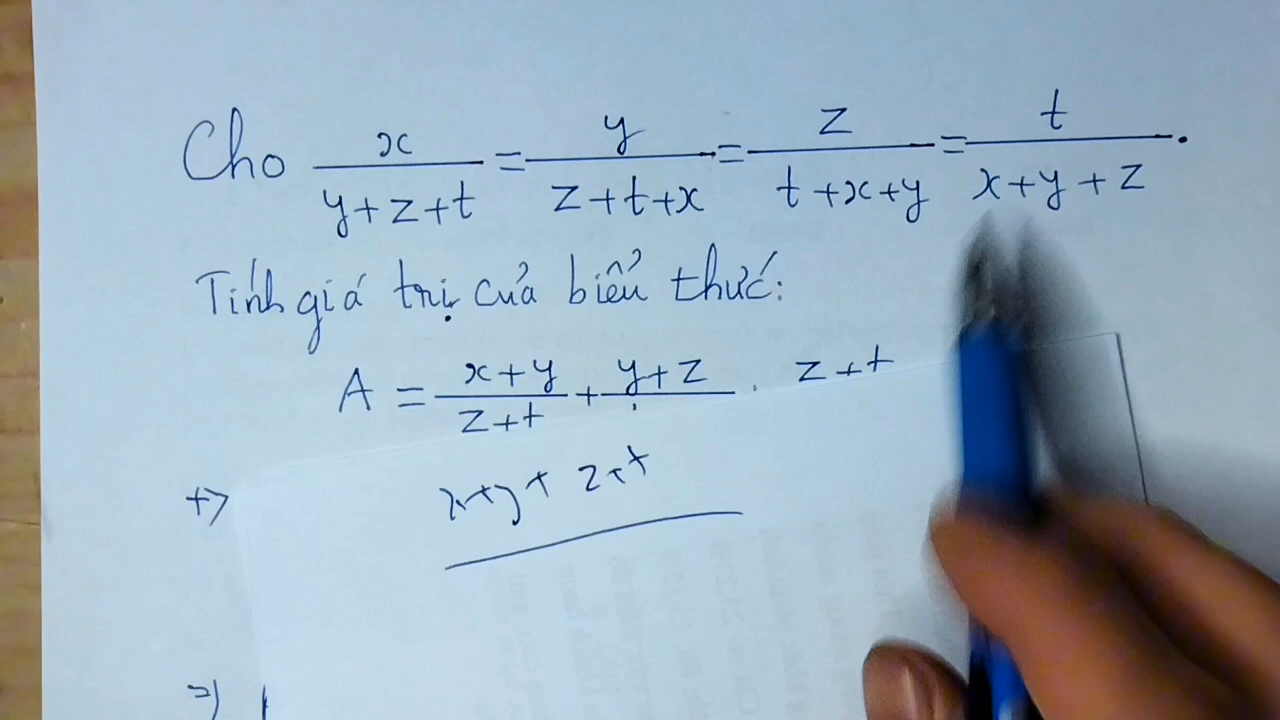 Cho x/(y+z+t) = y/(z+t+x) = z/(t+x+y) = t/(x+y+z).
Tính giá trị của biểu thức:
A = (x+y)/(z+t) + (y+z)/ z+t
+> x+y+z+t
=>